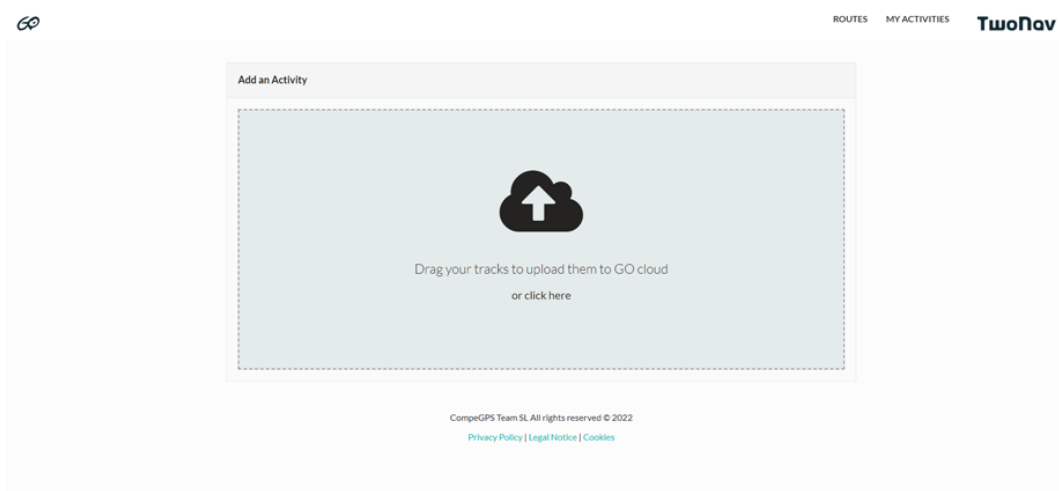 GO
ROUTES MY ACTIVITIES TwoNav
Add an Activity
Drag your tracks to upload them to GO cloud
or click here
CompeGPS Team SL All rights reserved © 2022
Privacy Policy | Legal Notice | Cookies